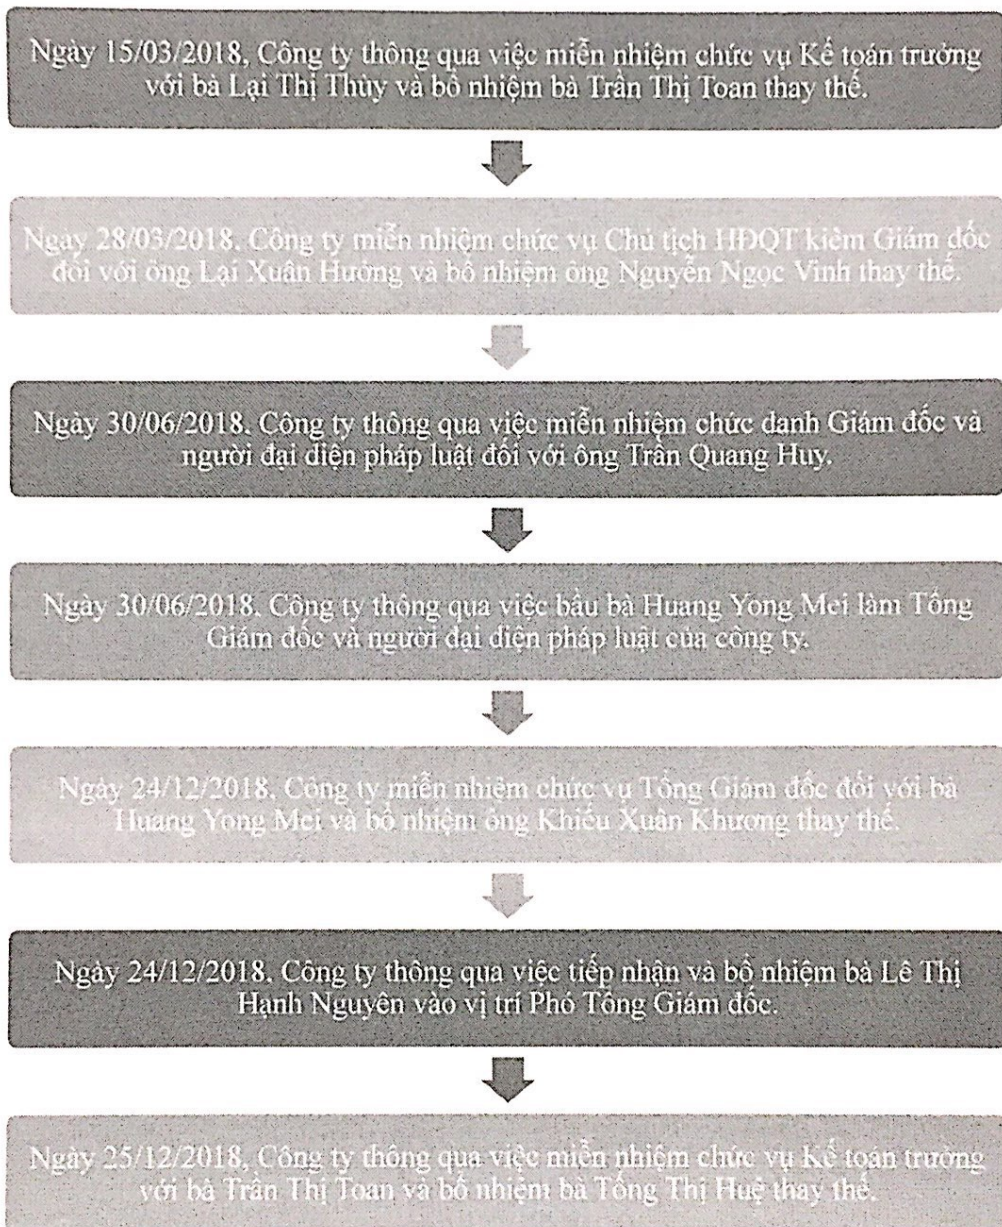 Ngày 15/03/2018, Công ty thông qua việc miễn nhiệm chức vụ Kế toán trưởng
với bà Lại Thị Thùy và bổ nhiệm bà Trần Thị Toan thay thế.
Ngày 28/03/2018, Công ty miễn nhiệm chức vụ Chủ tịch HĐQT kiêm Giám đốc
đối với ông Lại Xuân Hường và bổ nhiệm ông Nguyễn Ngọc Vinh thay thế.
Ngày 30/06/2018, Công ty thông qua việc miễn nhiệm chức danh Giám đốc và
người đại diện pháp luật đối với ông Trần Quang Huy.
Ngày 30/06/2018, Công ty thông qua việc bầu bà Huang Yong Mei làm Tổng
Giám đốc và người đại diện pháp luật của công ty.
Ngày 24/12/2018, Công ty miễn nhiệm chức vụ Tổng Giám đốc đối với bà
Huang Yong Mei và bổ nhiệm ông Khiếu Xuân Khương thay thế.
Ngày 24/12/2018, Công ty thông qua việc tiếp nhận và bổ nhiệm bà Lê Thị
Hạnh Nguyên vào vị trí Phó Tổng Giám đốc.
Ngày 25/12/2018, Công ty thông qua việc miễn nhiệm chức vụ Kế toán trưởng
với bà Trần Thị Toan và bổ nhiệm bà Tống Thị Huệ thay thế.